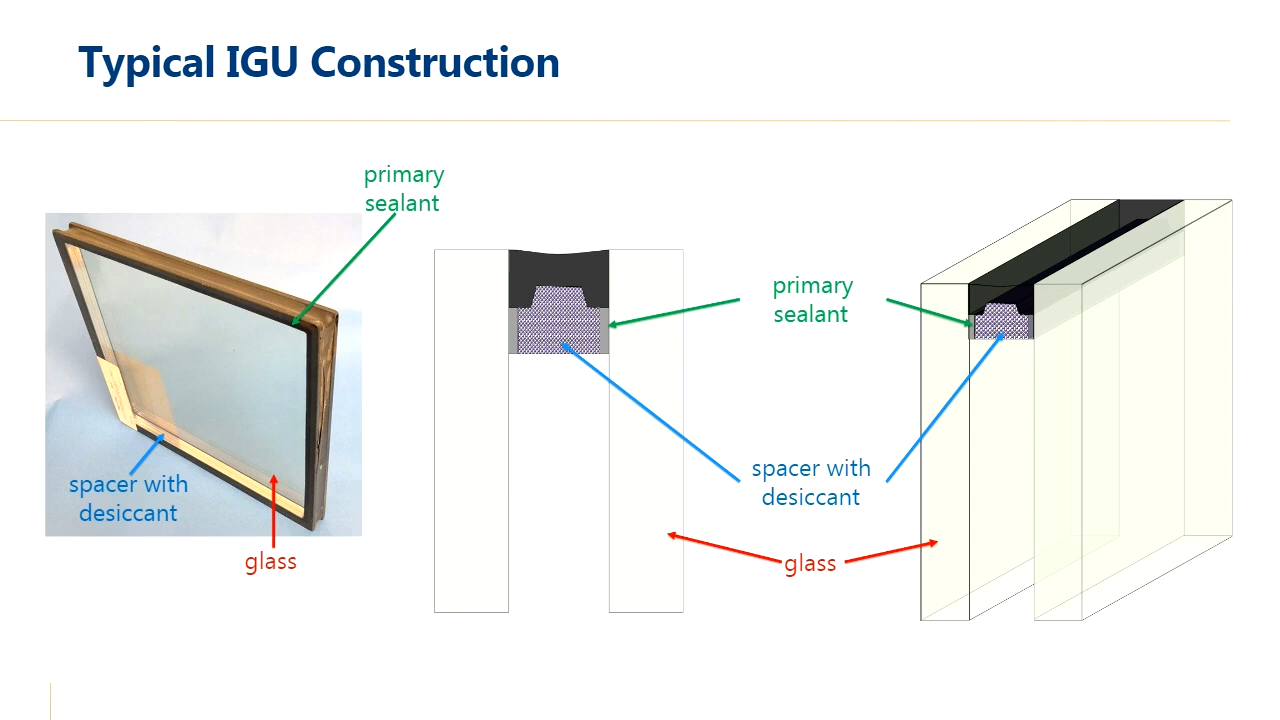 Typical IGU Construction
primary
sealant
spacer with
desiccant
glass
primary
sealant
spacer with
desiccant
glass